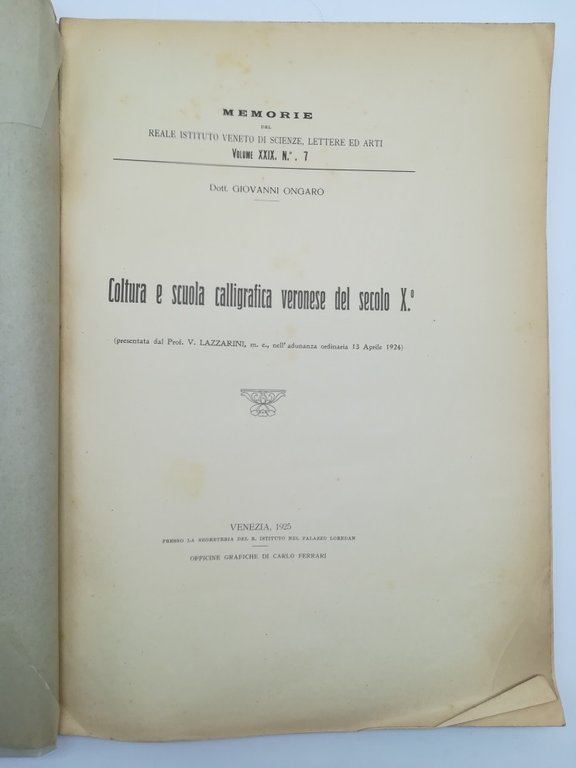 MEMORIE
DEL
REALE ISTITUTO VENETO DI SCIENZE, LETTERE ED ARTI
VOLUME XXIX. N.° . 7
Dott. GIOVANNI ONGARO
Coltura e scuola calligrafica veronese del secolo X.°
(presentata dal Prof. V. LAZZARINI, m. e., nell'adunanza ordinaria 13 Aprile 1924)
VENEZIA, 1925
PRESSO LA SEGRETERIA DEL R. ISTITUTO NEL PALAZZO LOREDAN
OFFICINE GRAFICHE DI CARLO FERRARI